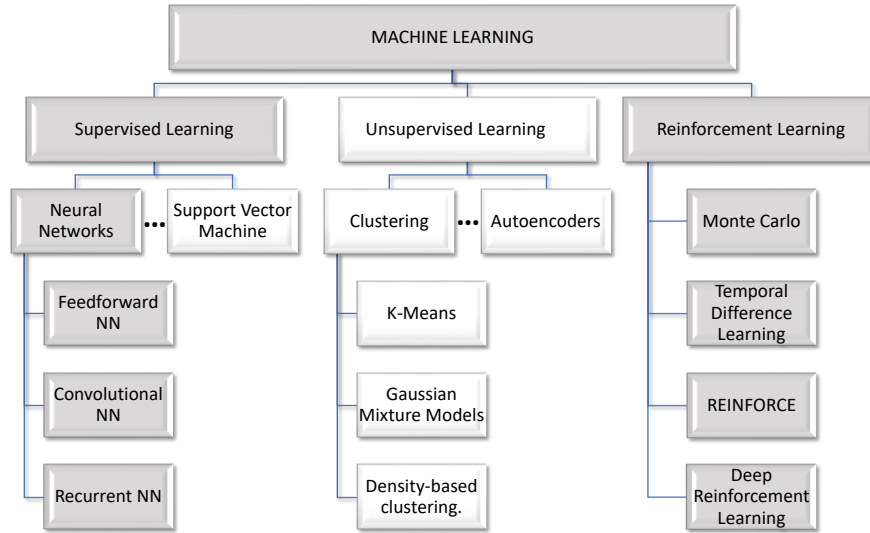 MACHINE LEARNING
Supervised Learning
Unsupervised Learning
Reinforcement Learning
Neural
Networks
...
Support Vector
Machine
Clustering
...
Autoencoders
Feedforward
NN
Convolutional
NN
Recurrent NN
K-Means
Gaussian
Mixture Models
Density-based
clustering.
Monte Carlo
Temporal
Difference
Learning
REINFORCE
Deep
Reinforcement
Learning